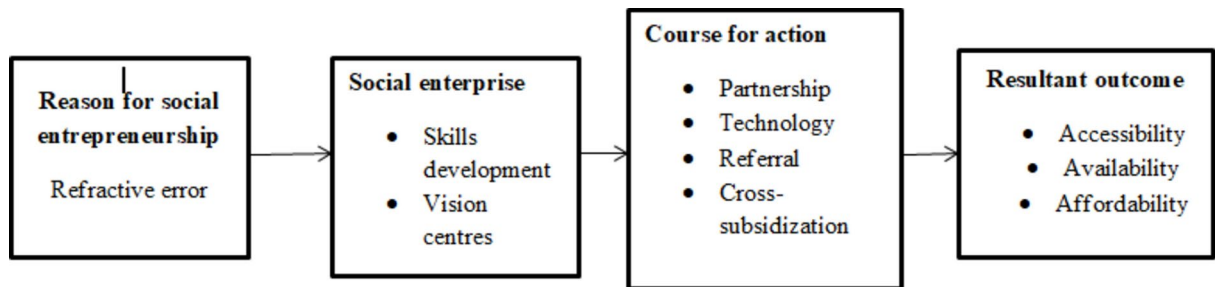 Reason for social
entrepreneurship
Refractive error
Social enterprise
• Skills
development
• Vision
centres
Course for action
• Partnership
• Technology
• Referral
• Cross-
subsidization
Resultant outcome
• Accessibility
• Availability
• Affordability